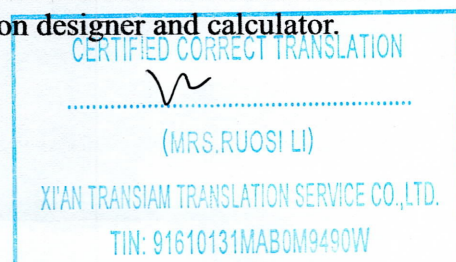 on designer and calculator.
CERTIFIED CORRECT TRANSLATION
(MRS.RUOSI LI)
XI'AN TRANSIAM TRANSLATION SERVICE CO.,LTD.
TIN: 91610131MAB0M9490W